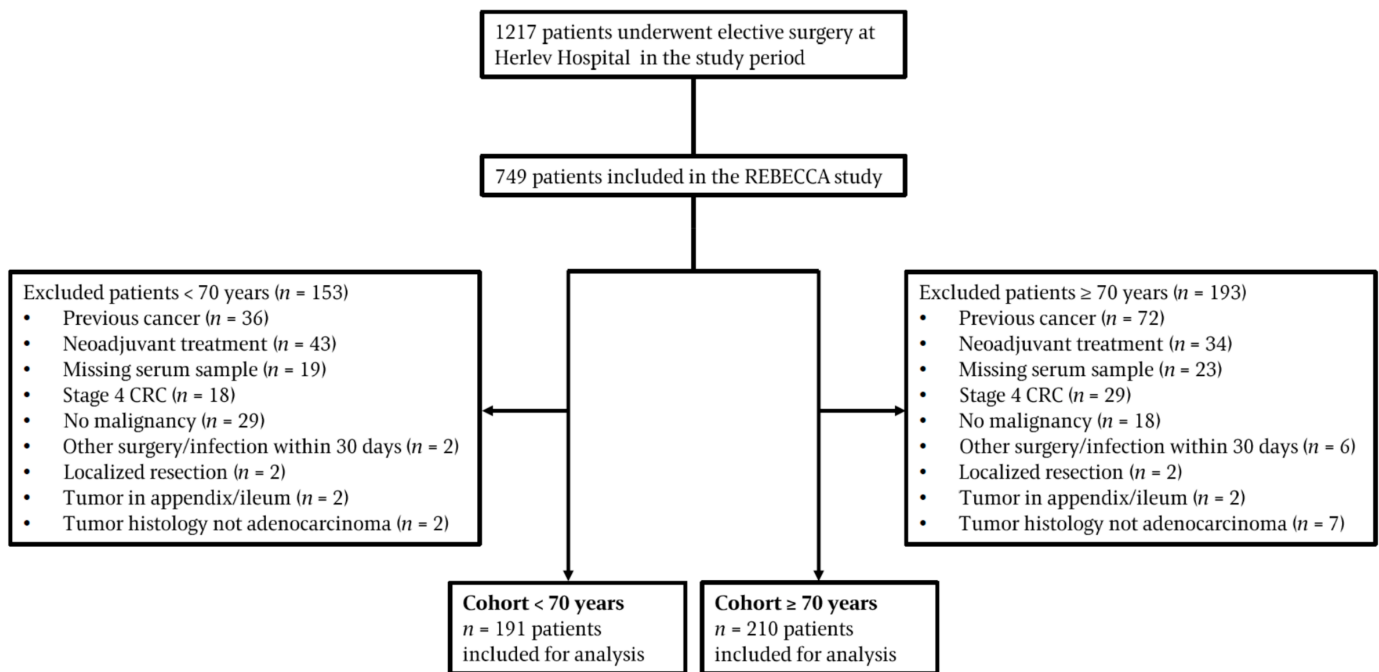 1217 patients underwent elective surgery at
Herlev Hospital in the study period
749 patients included in the REBECCA study
Excluded patients < 70 years (n = 153)
• Previous cancer (n = 36)
• Neoadjuvant treatment (n = 43)
• Missing serum sample (n = 19)
• Stage 4 CRC (n = 18)
• No malignancy (n = 29)
• Other surgery/infection within 30 days (n = 2)
• Localized resection (n = 2)
• Tumor in appendix/ileum (n = 2)
• Tumor histology not adenocarcinoma (n = 2)
Excluded patients ≥ 70 years (n = 193)
• Previous cancer (n = 72)
• Neoadjuvant treatment (n = 34)
• Missing serum sample (n = 23)
• Stage 4 CRC (n = 29)
• No malignancy (n = 18)
• Other surgery/infection within 30 days (n = 6)
• Localized resection (n = 2)
• Tumor in appendix/ileum (n = 2)
• Tumor histology not adenocarcinoma (n = 7)
Cohort < 70 years
n = 191 patients
included for analysis
Cohort ≥ 70 years
n = 210 patients
included for analysis